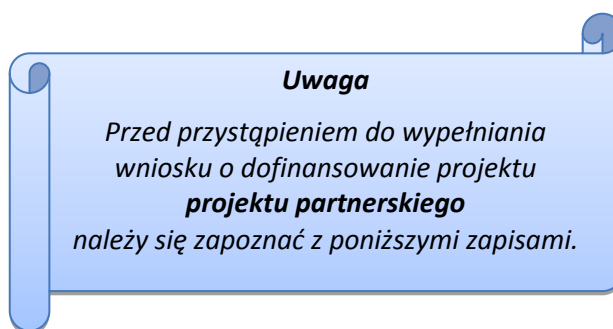 Uwaga
Przed przystąpieniem do wypełniania
wniosku o dofinansowanie projektu
projektu partnerskiego
należy się zapoznać z poniższymi zapisami.